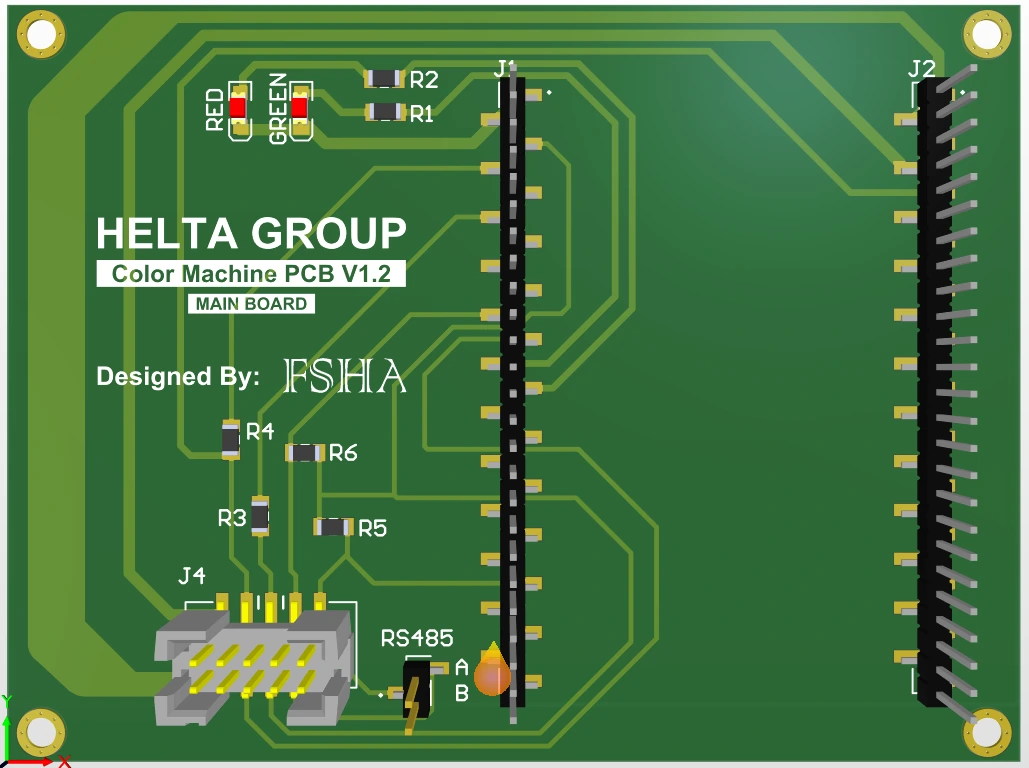 J1
J2
R2
RED
GREEN
R1
HELTA GROUP
Color Machine PCB V1.2
MAIN BOARD
Designed By: FSHA
R4
R6
R3
R5
J4
RS485
A
B
Y
X